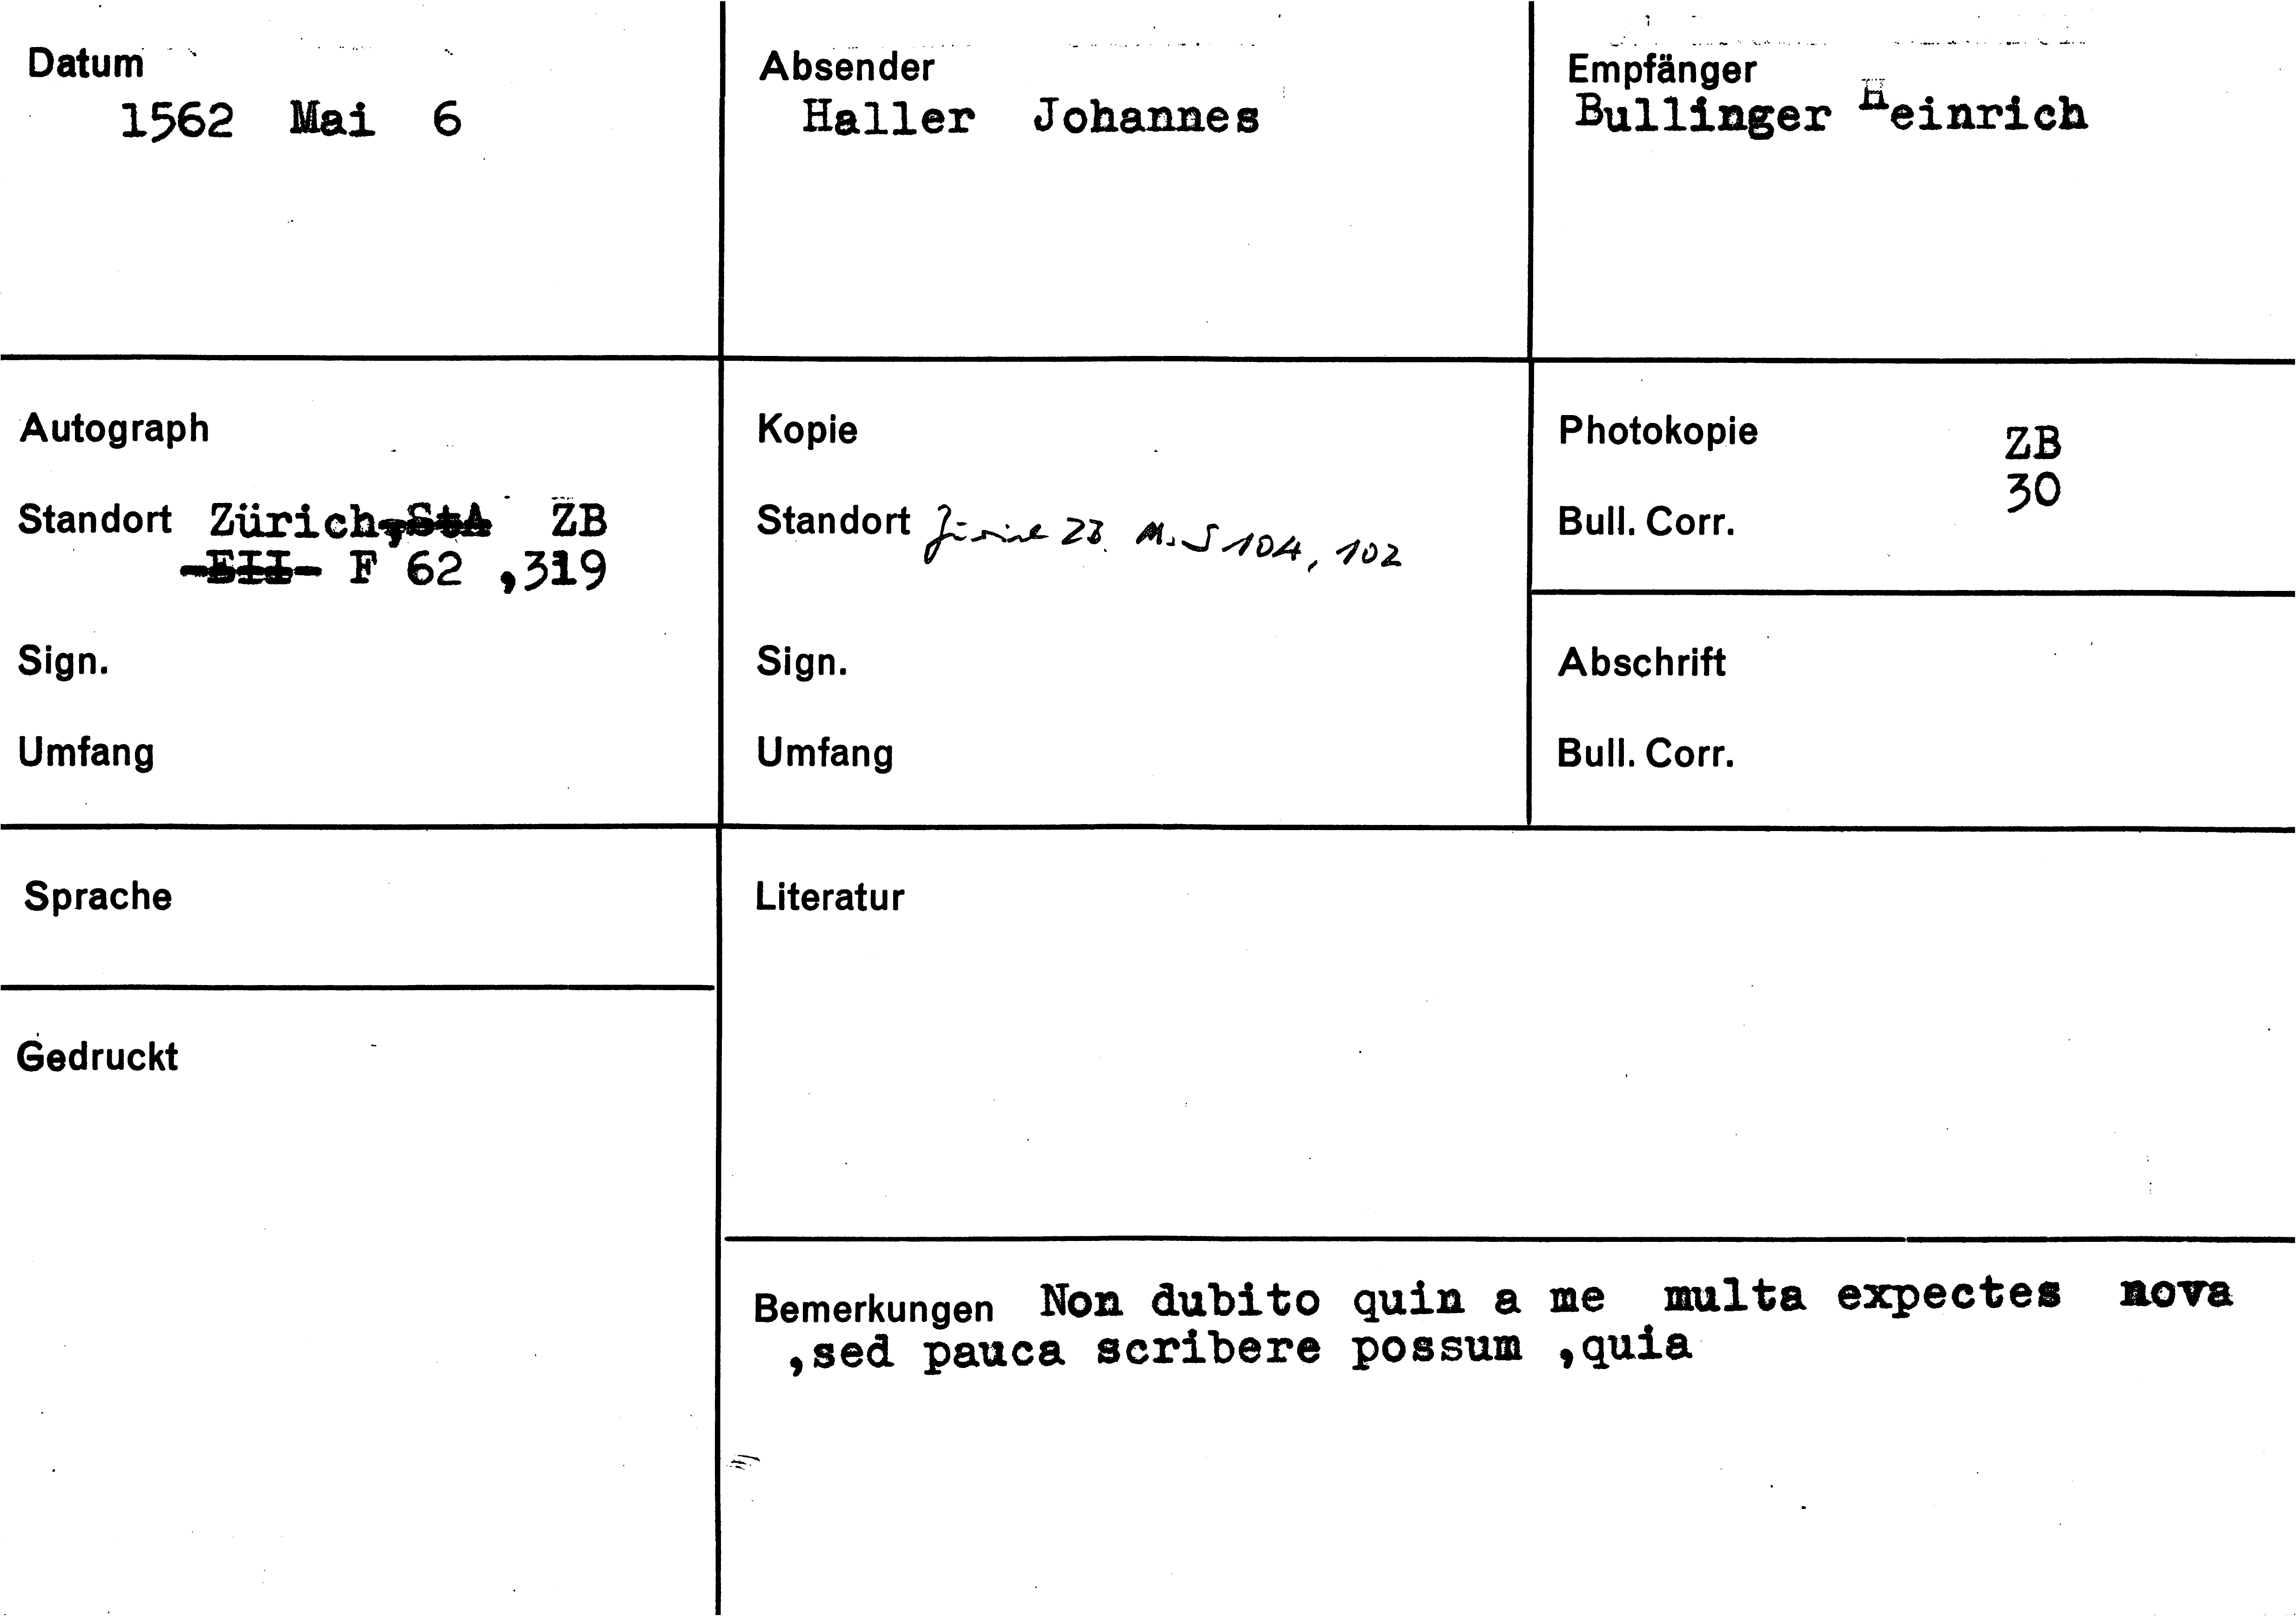 Datum
1562 Mai 6
Absender
Haller Johannes
Empfänger
Bullinger Heinrich
Autograph
Standort Zürich,StA ZB
EII F 62 ,319
Sign.
Umfang
Kopie
Standort Zürich ZB. Ms S 104, 102
Sign.
Umfang
Photokopie ZB
30
Bull. Corr.
Abschrift
Bull. Corr.
Sprache
Gedruckt
Literatur
Bemerkungen Non dubito quin a me multa expectes nova
,sed pauca scribere possum ,quia